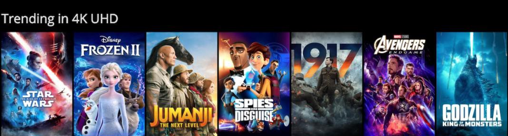 Trending in 4K UHD
STAR
WARS
Disney
FROZEN II
JUMANJI
THE NEXT LEVEL
SPIES
DISGUISE
1917
AVENGERS
GODZILLA
KING OF THE MONSTERS